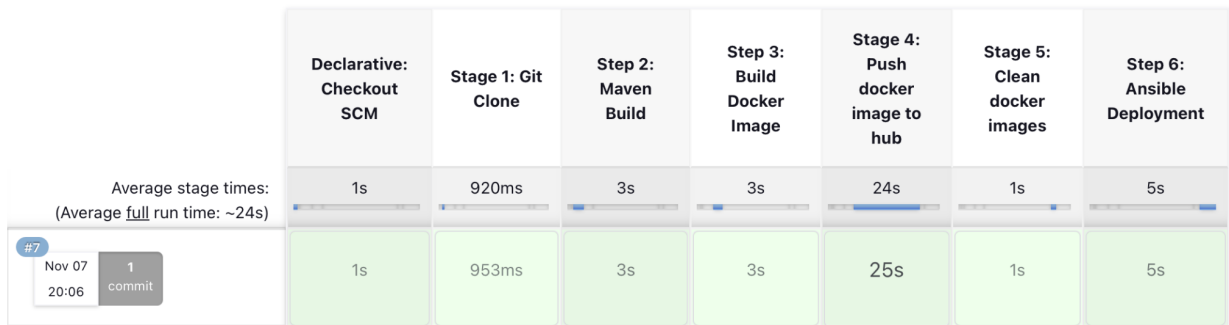 Declarative:
Checkout
SCM
Stage 1: Git
Clone
Step 2:
Maven
Build
Step 3:
Build
Docker
Image
Stage 4:
Push
docker
image to
hub
Stage 5:
Clean
docker
images
Step 6:
Ansible
Deployment
Average stage times:
(Average full run time: ~24s)
1s
920ms
3s
3s
24s
1s
5s
#7
Nov 07
20:06
1
commit
1s
953ms
3s
3s
25s
1s
5s